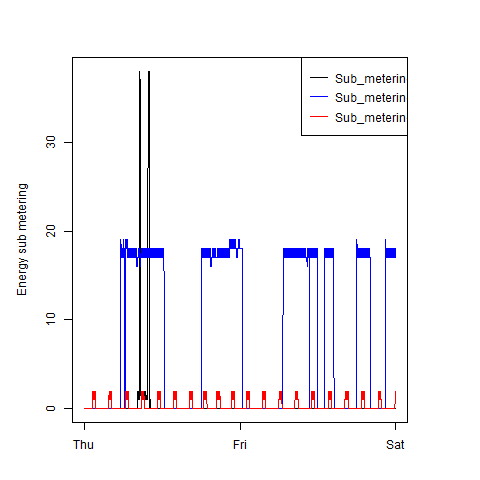 Sub_meterin
Sub_meterin
Sub_meterin
Energy sub metering
30
20
10
0
Thu Fri Sat